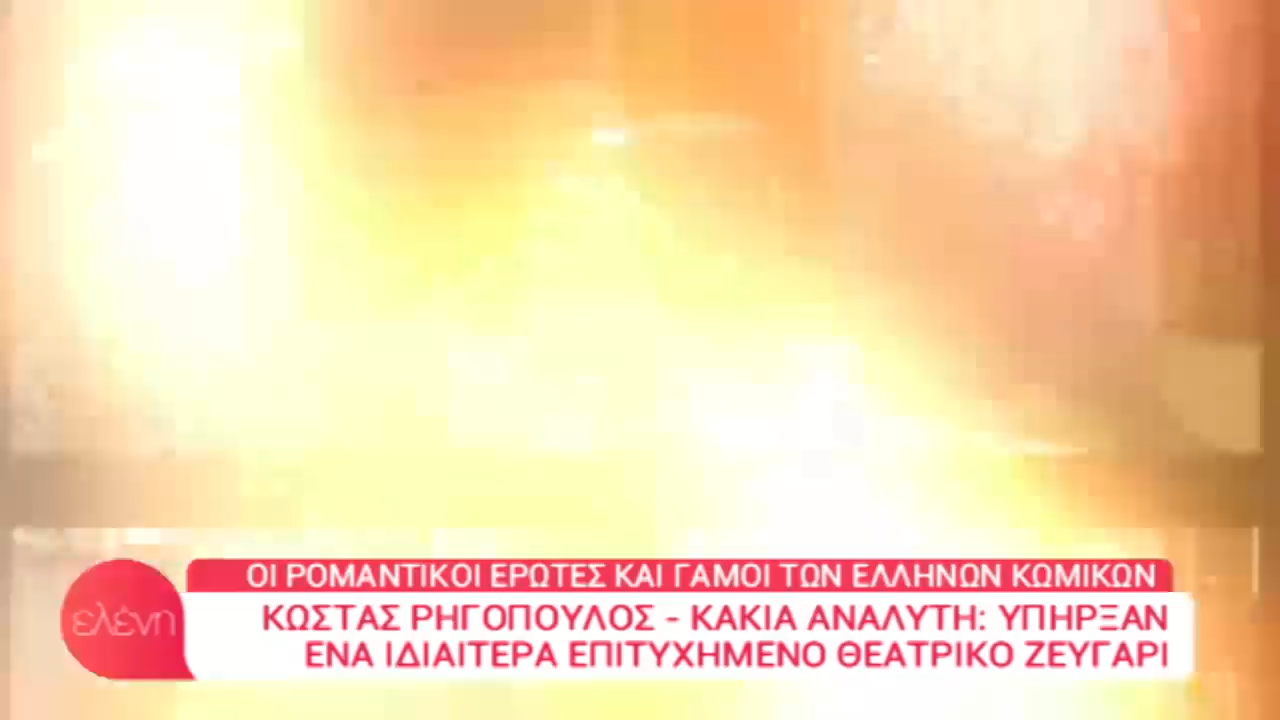 ΟΙ ΡΟΜΑΝΤΙΚΟΙ ΕΡΩΤΕΣ ΚΑΙ ΓΑΜΟΙ ΤΩΝ ΕΛΛΗΝΩΝ ΚΩΜΙΚΩΝ
ελένη
ΚΩΣΤΑΣ ΡΗΓΟΠΟΥΛΟΣ - ΚΑΚΙΑ ΑΝΑΛΥΤΗ: ΥΠΗΡΞΑΝ
ΕΝΑ ΙΔΙΑΙΤΕΡΑ ΕΠΙΤΥΧΗΜΕΝΟ ΘΕΑΤΡΙΚΟ ΖΕΥΓΑΡΙ